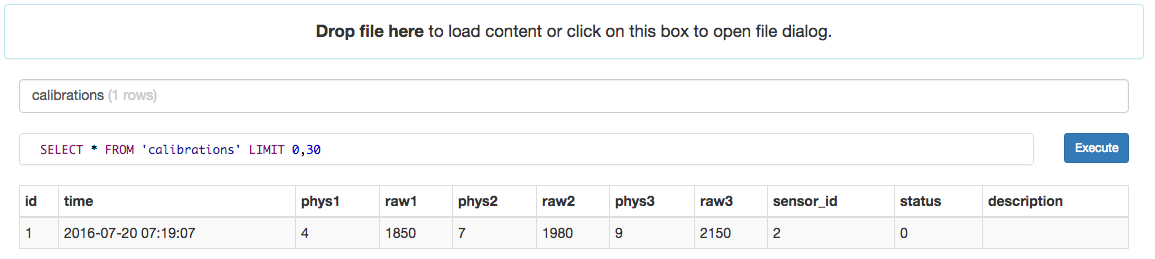 Drop file here to load content or click on this box to open file dialog.
calibrations (1 rows)
SELECT * FROM 'calibrations' LIMIT 0,30
Execute
id time phys1 raw1 phys2 raw2 phys3 raw3 sensor_id status description
1 2016-07-20 07:19:07 4 1850 7 1980 9 2150 2 0